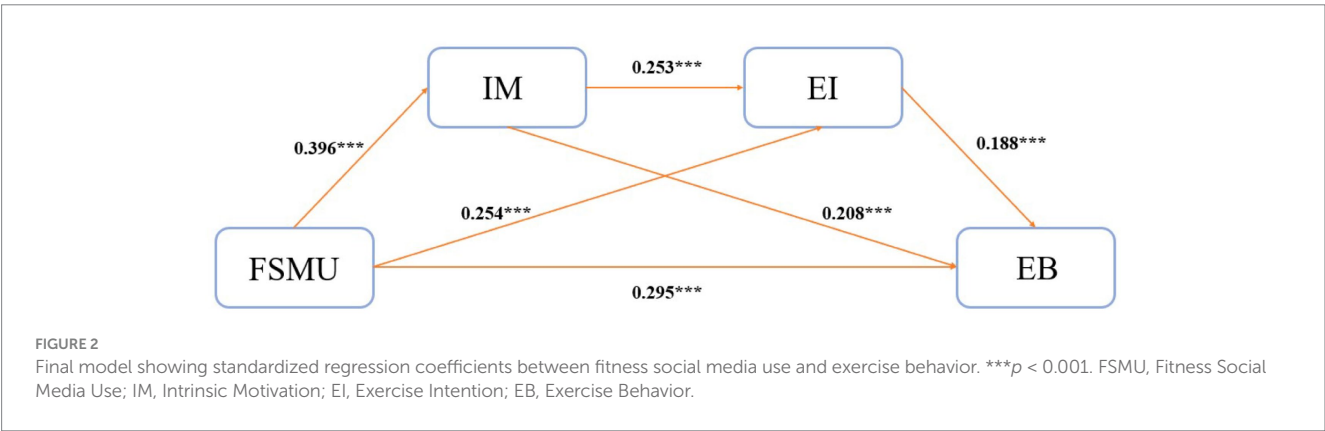 0.253***
IM
EI
0.396***
0.188***
0.254***
0.208***
FSMU
EB
0.295***
FIGURE 2
Final model showing standardized regression coefficients between fitness social media use and exercise behavior. ***p < 0.001. FSMU, Fitness Social
Media Use; IM, Intrinsic Motivation; EI, Exercise Intention; EB, Exercise Behavior.